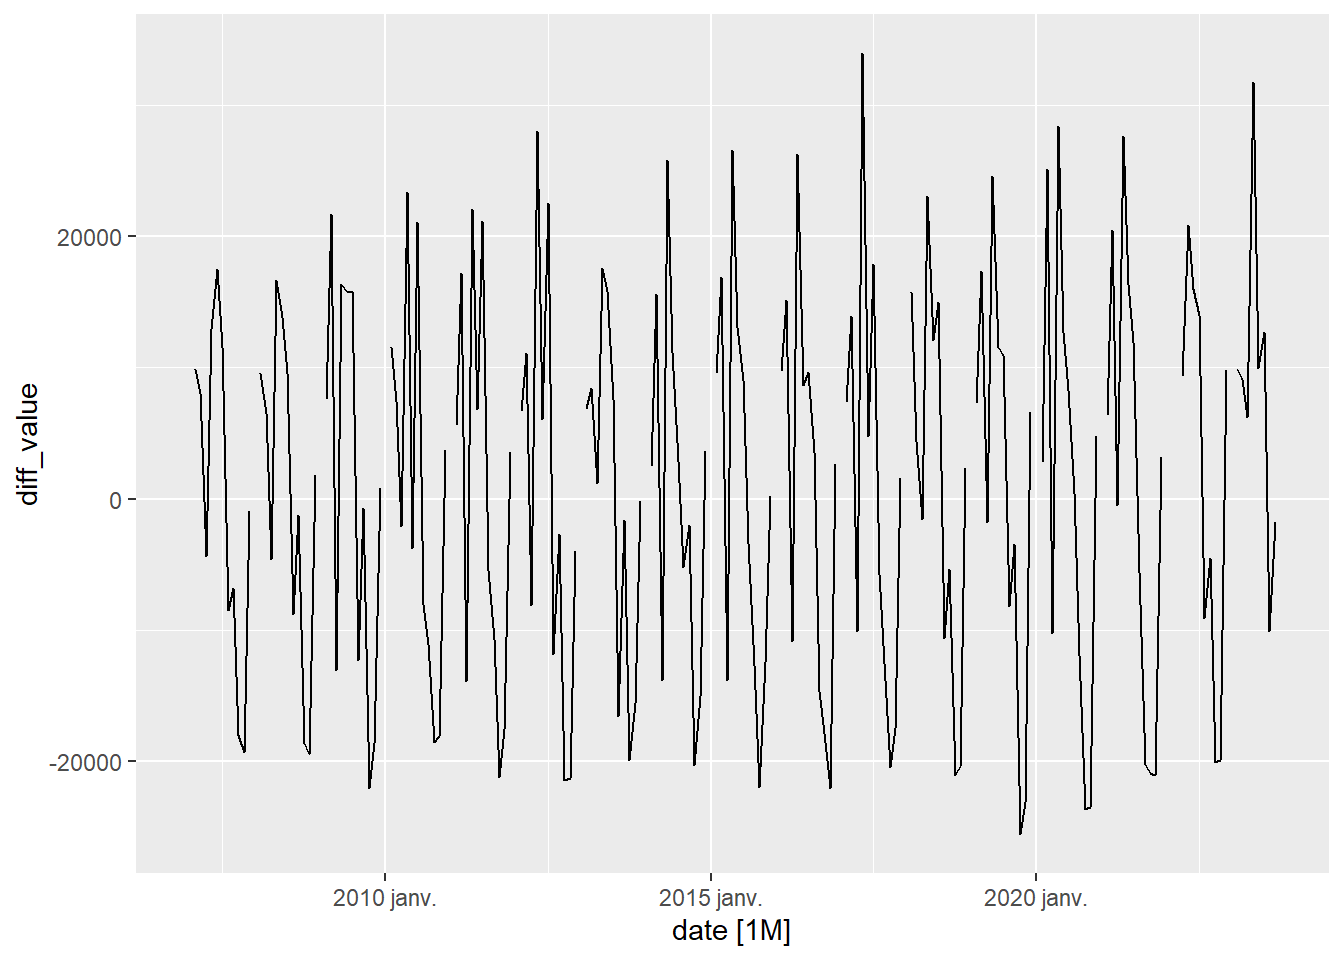 diff_value
20000
0
-20000
2010 janv.
2015 janv.
2020 janv.
date [1M]